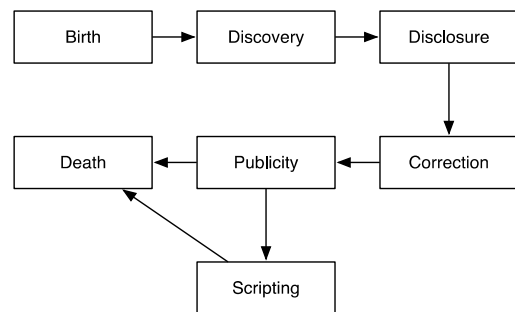 Birth
Discovery
Disclosure
Death
Publicity
Correction
Scripting